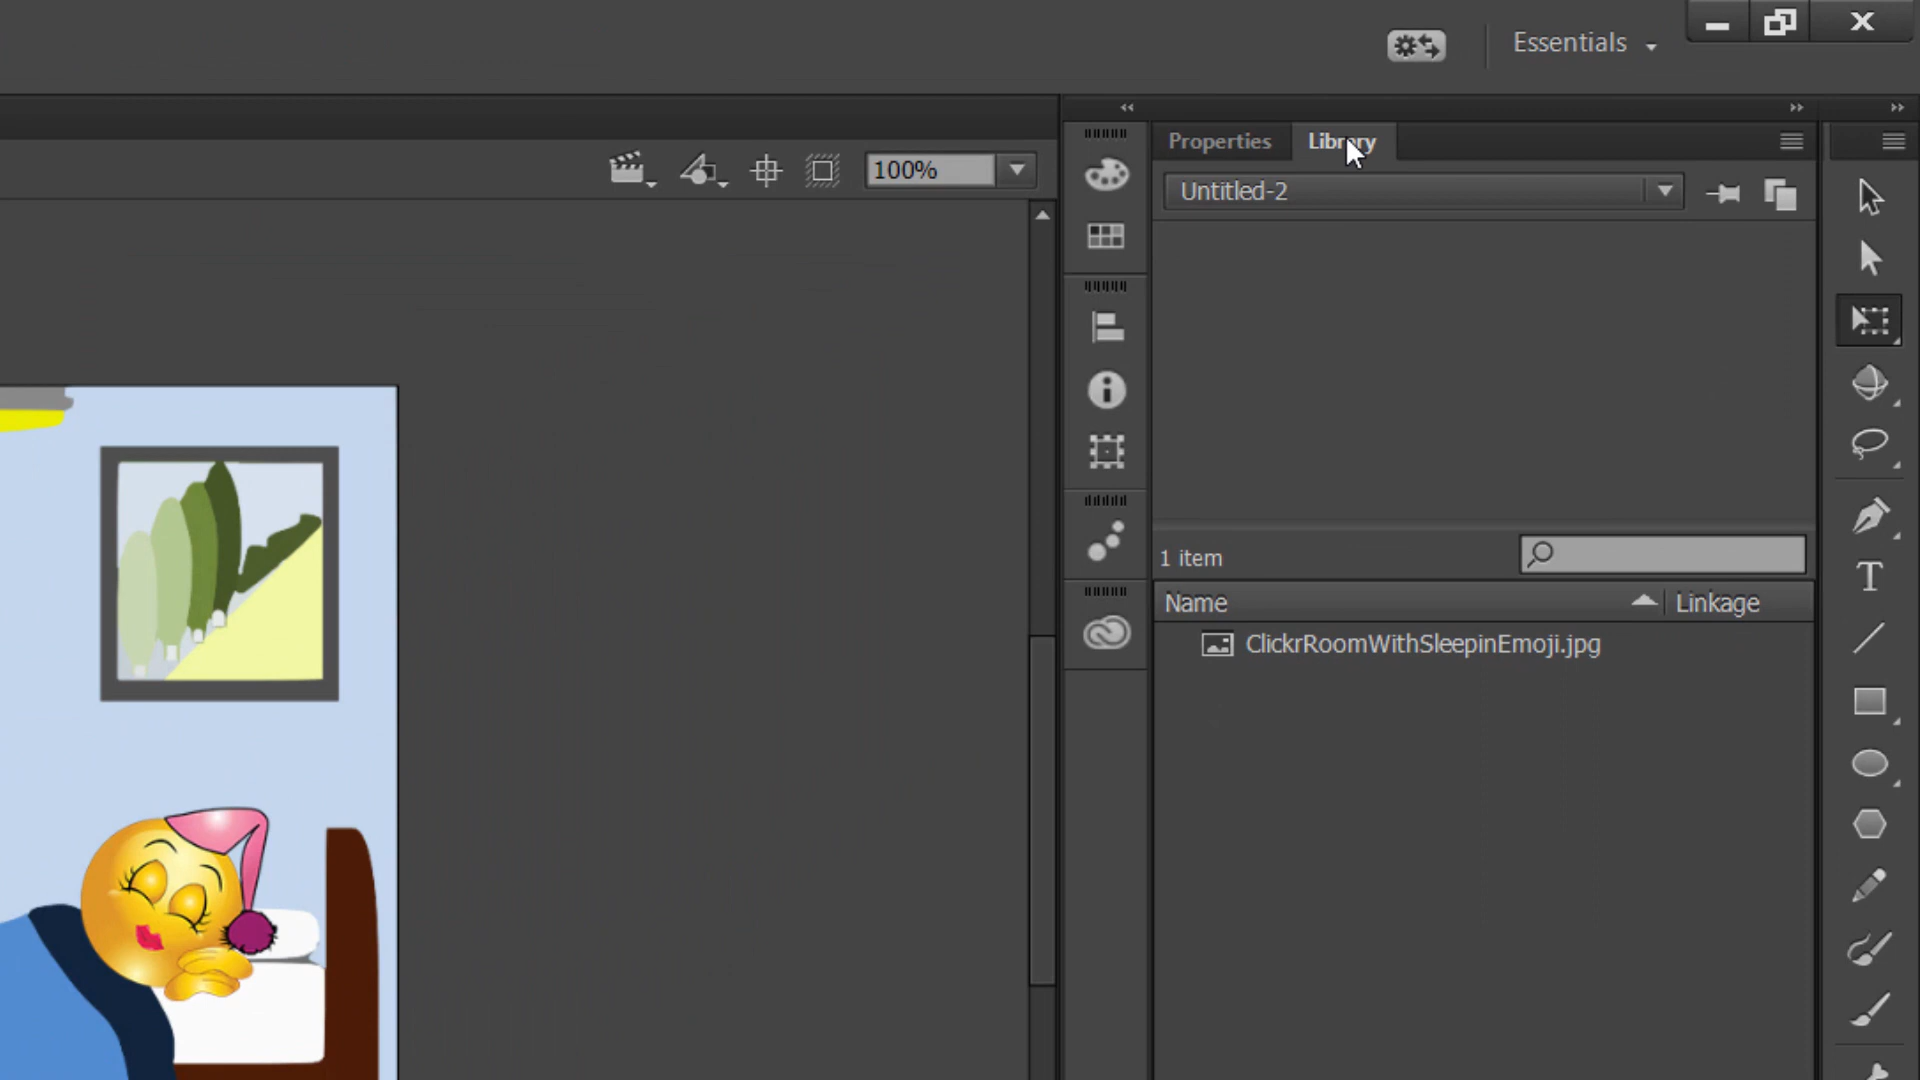 Essentials
Properties
Library
100%
Untitled-2
1 item
Name
Linkage
ClickrRoomWithSleepinEmoji.jpg